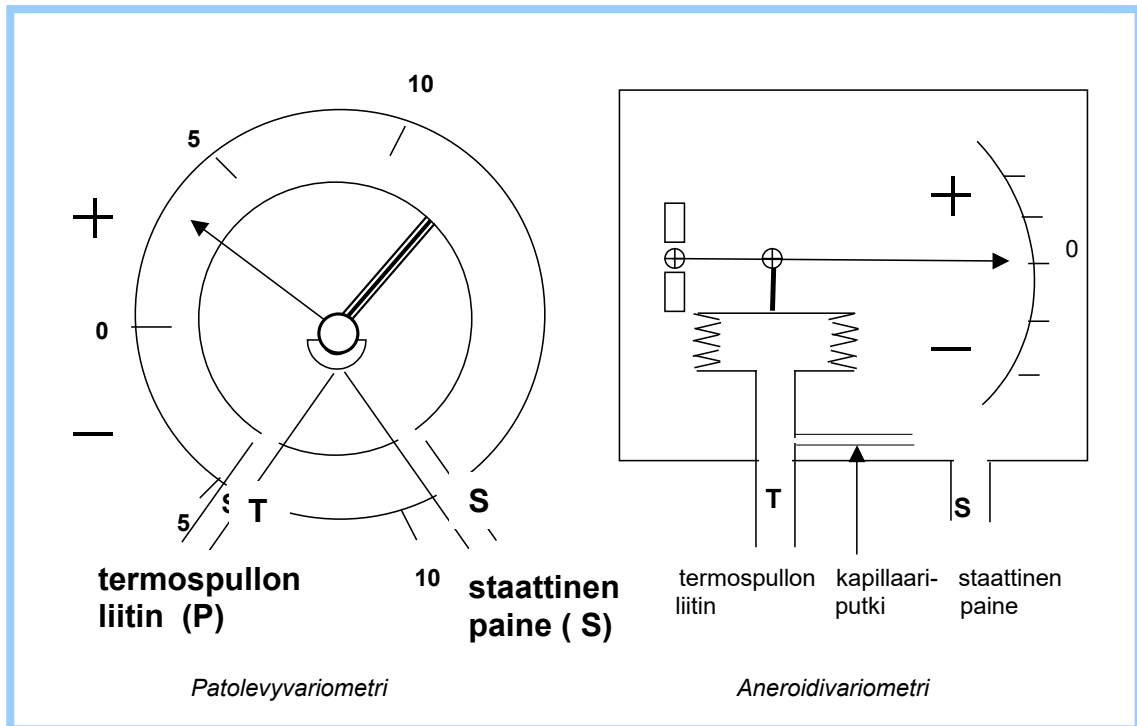 10
5
+
0
−
5
S
T
S
10
termospullon
liitin (P)
staattinen
paine ( S)
Patolevyvariometri
+
0
−
T
S
termospullon
liitin
kapillaari-
putki
staattinen
paine
Aneroidivariometri